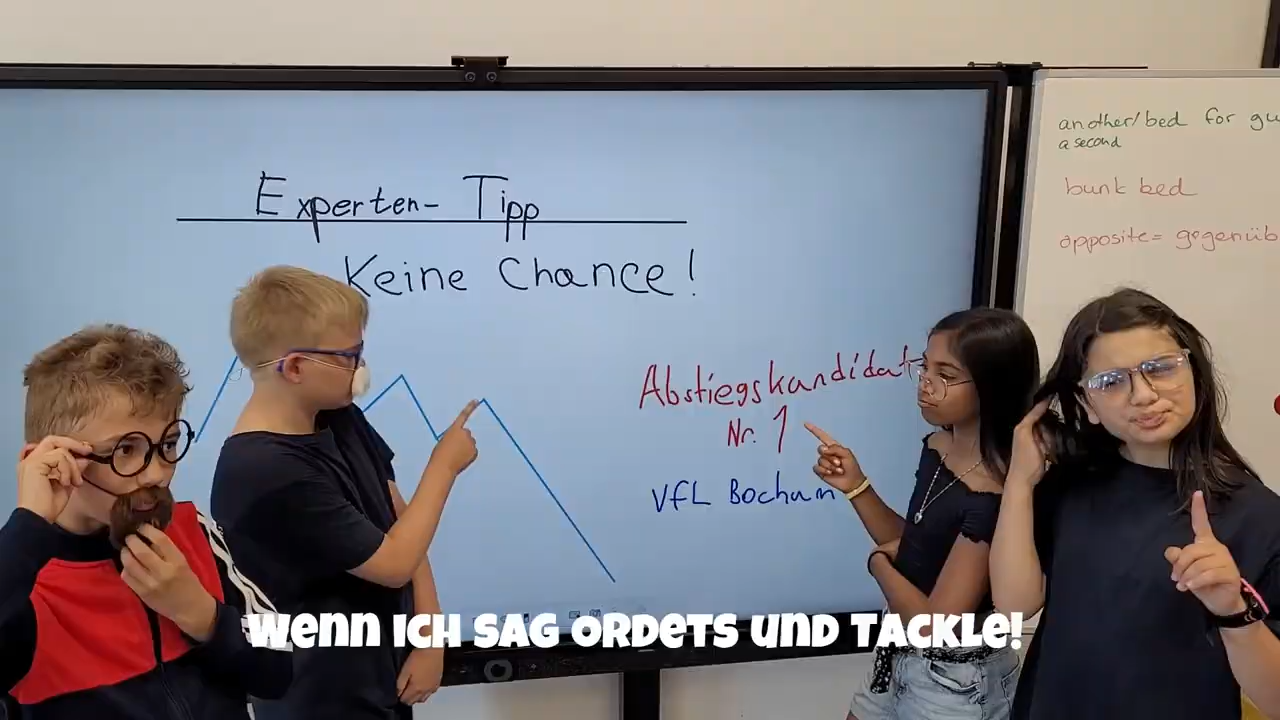 Experten- Tipp
Keine Chance!
Abstiegskandidat
Nr. 1
VfL Bochum
another/bed for gu
a second
bunk bed
opposite= gegenüb
Wenn ich sag Ordets und Tackle!